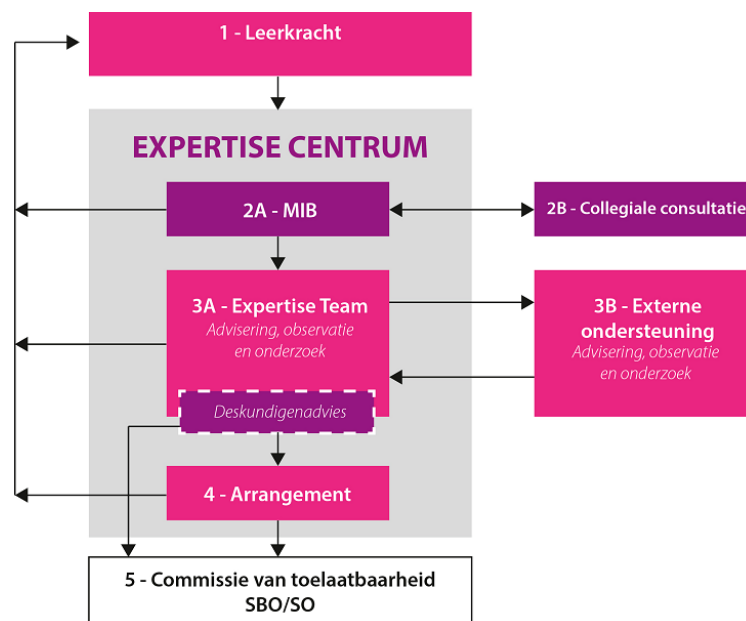 1 - Leerkracht
EXPERTISE CENTRUM
2A - MIB
2B - Collegiale consultatie
3A - Expertise Team
Advisering, observatie
en onderzoek
3B - Externe
ondersteuning
Advisering, observatie
en onderzoek
Deskundigenadvies
4 - Arrangement
5 - Commissie van toelaatbaarheid
SBO/SO